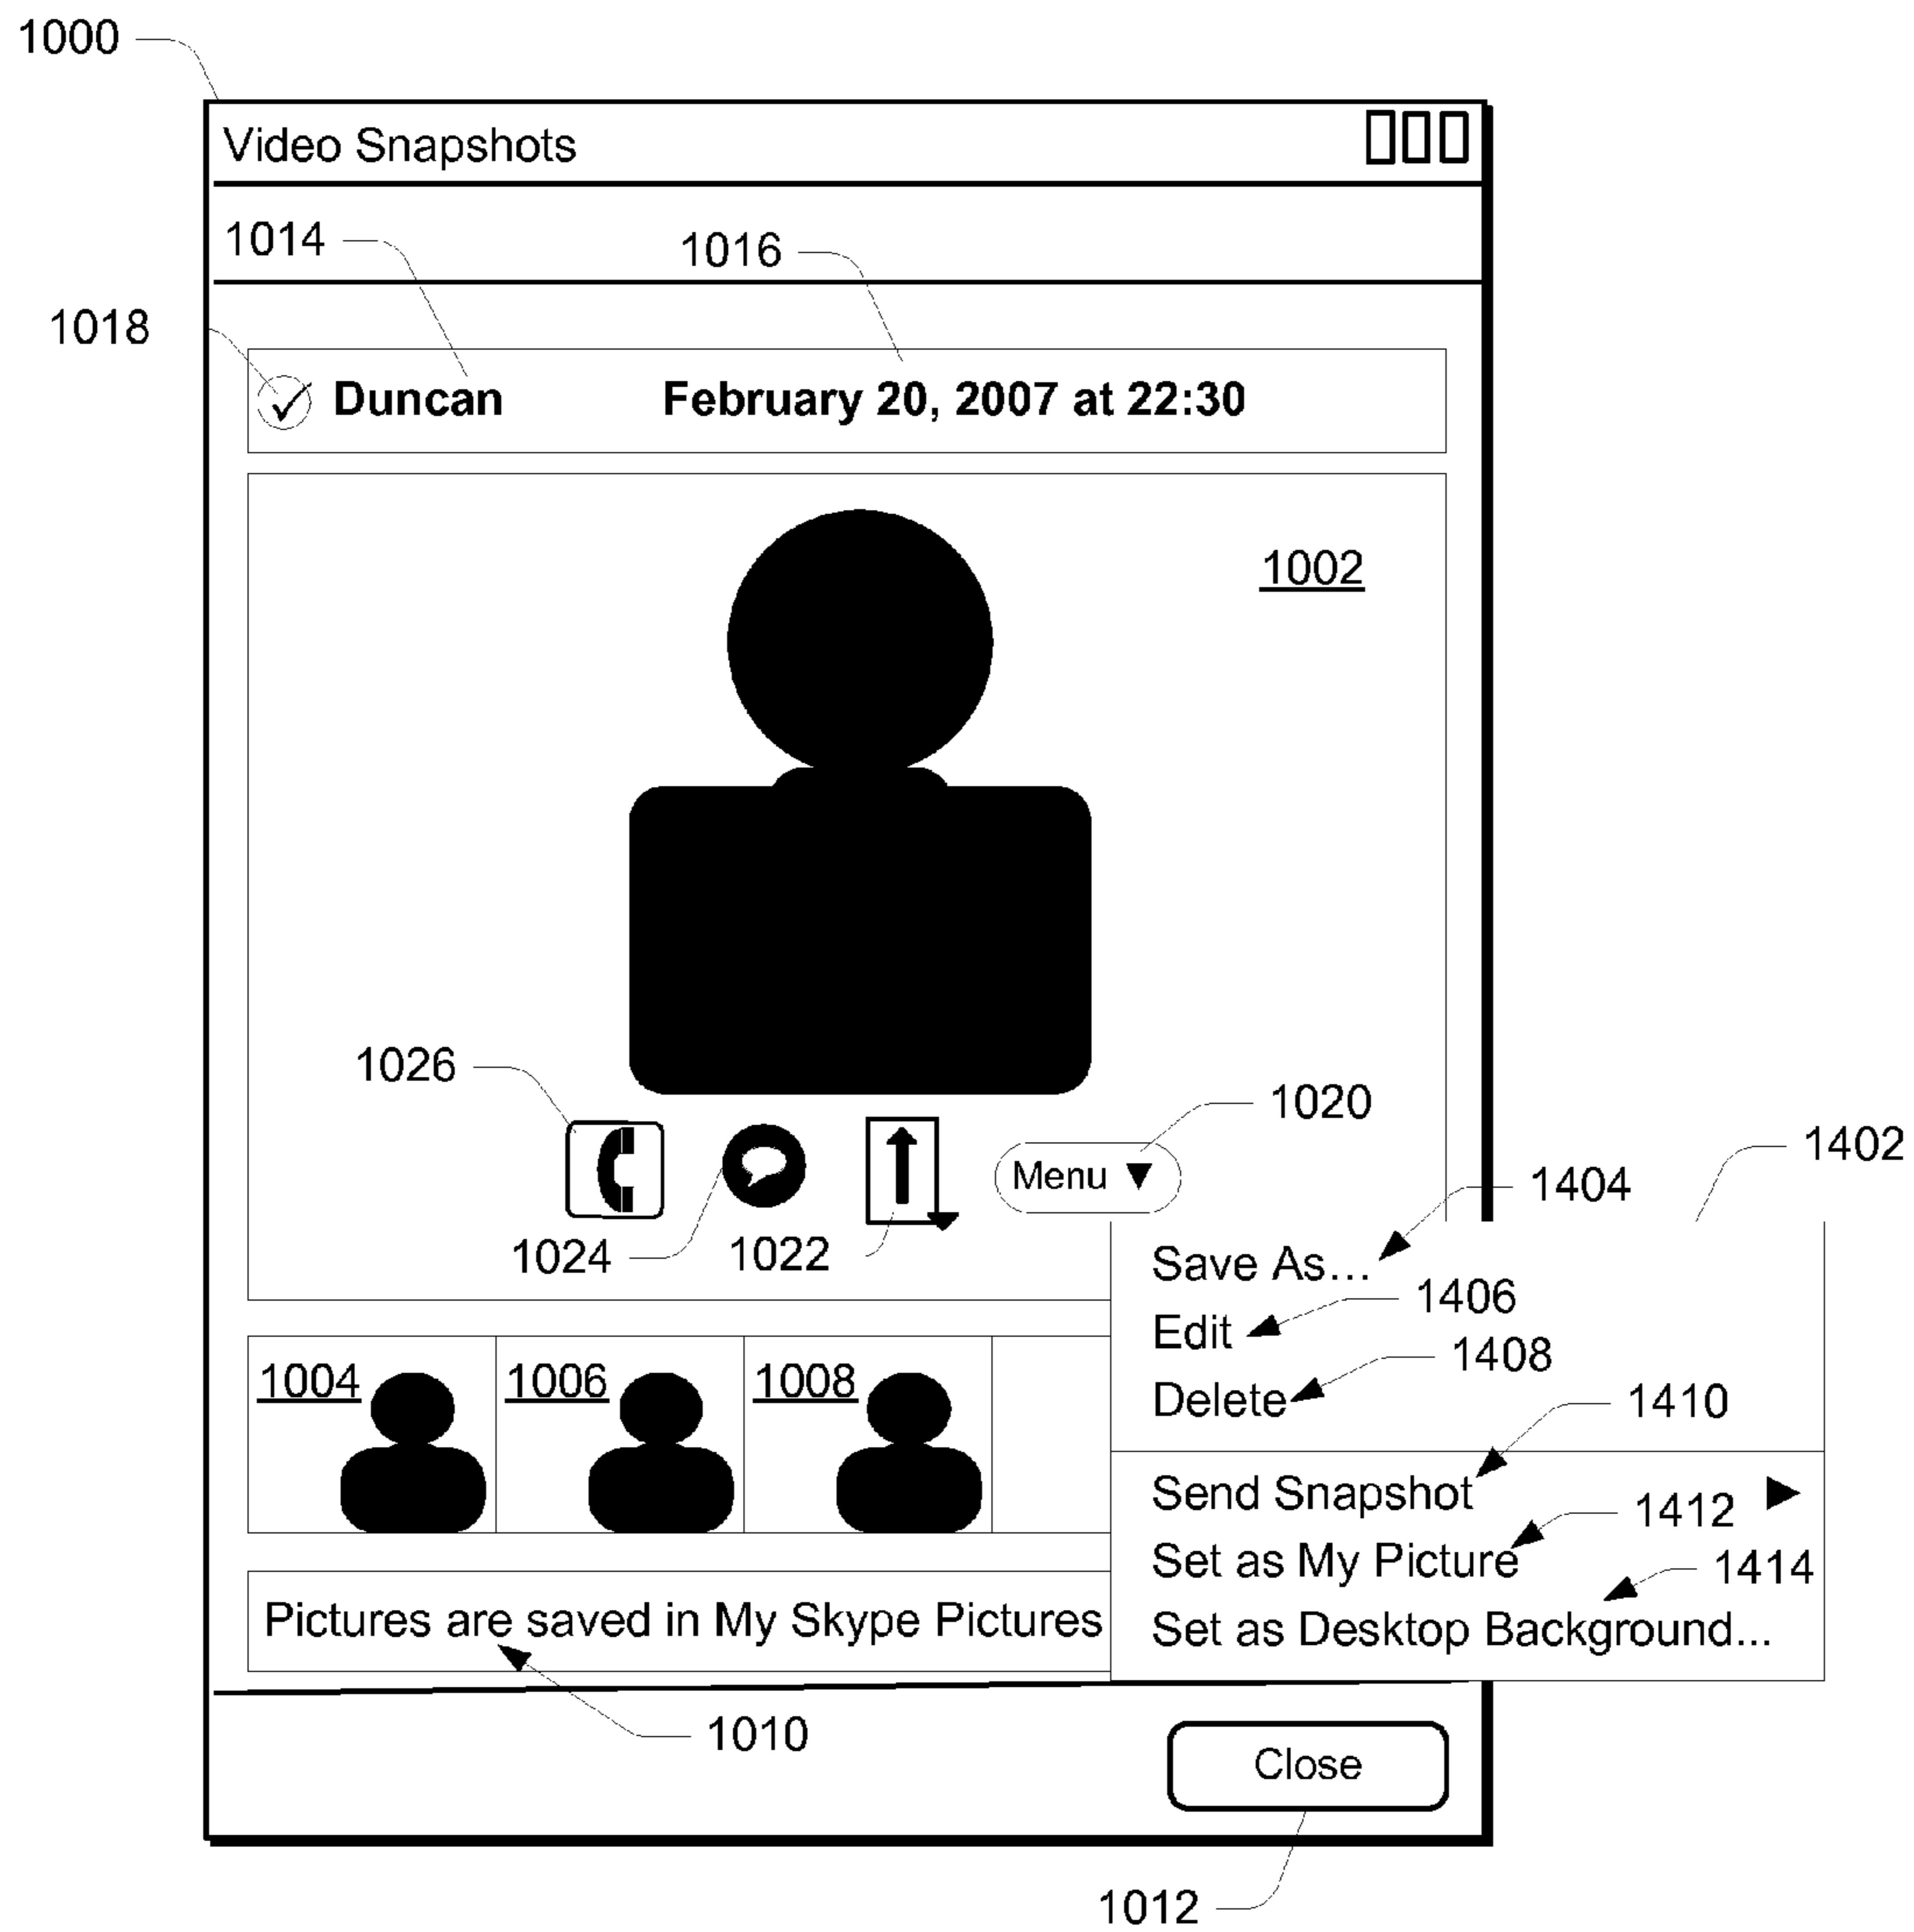 1000
Video Snapshots
1014
1016
1018
Duncan February 20, 2007 at 22:30
1002
1026
1020
1402
Menu
1404
1024
1022
Save As...
1406
Edit
1408
Delete
1004
1006
1008
1410
Send Snapshot
1412
Set as My Picture
1414
Pictures are saved in My Skype Pictures
Set as Desktop Background...
1010
Close
1012